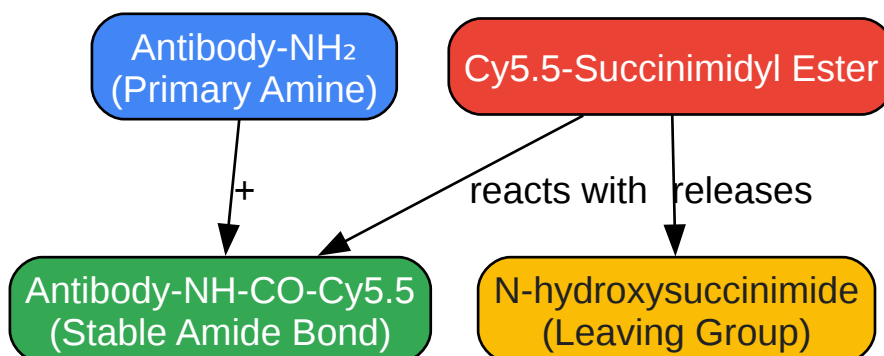 Antibody-NH₂
(Primary Amine)
Cy5.5-Succinimidyl Ester
+
reacts with
releases
Antibody-NH-CO-Cy5.5
(Stable Amide Bond)
N-hydroxysuccinimide
(Leaving Group)